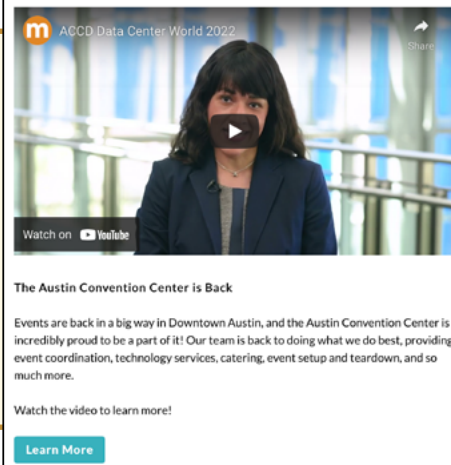 m ACCD Data Center World 2022
Share
Watch on YouTube
The Austin Convention Center is Back
Events are back in a big way in Downtown Austin, and the Austin Convention Center is
incredibly proud to be a part of it! Our team is back to doing what we do best, providing
event coordination, technology services, catering, event setup and teardown, and so
much more.
Watch the video to learn more!
Learn More